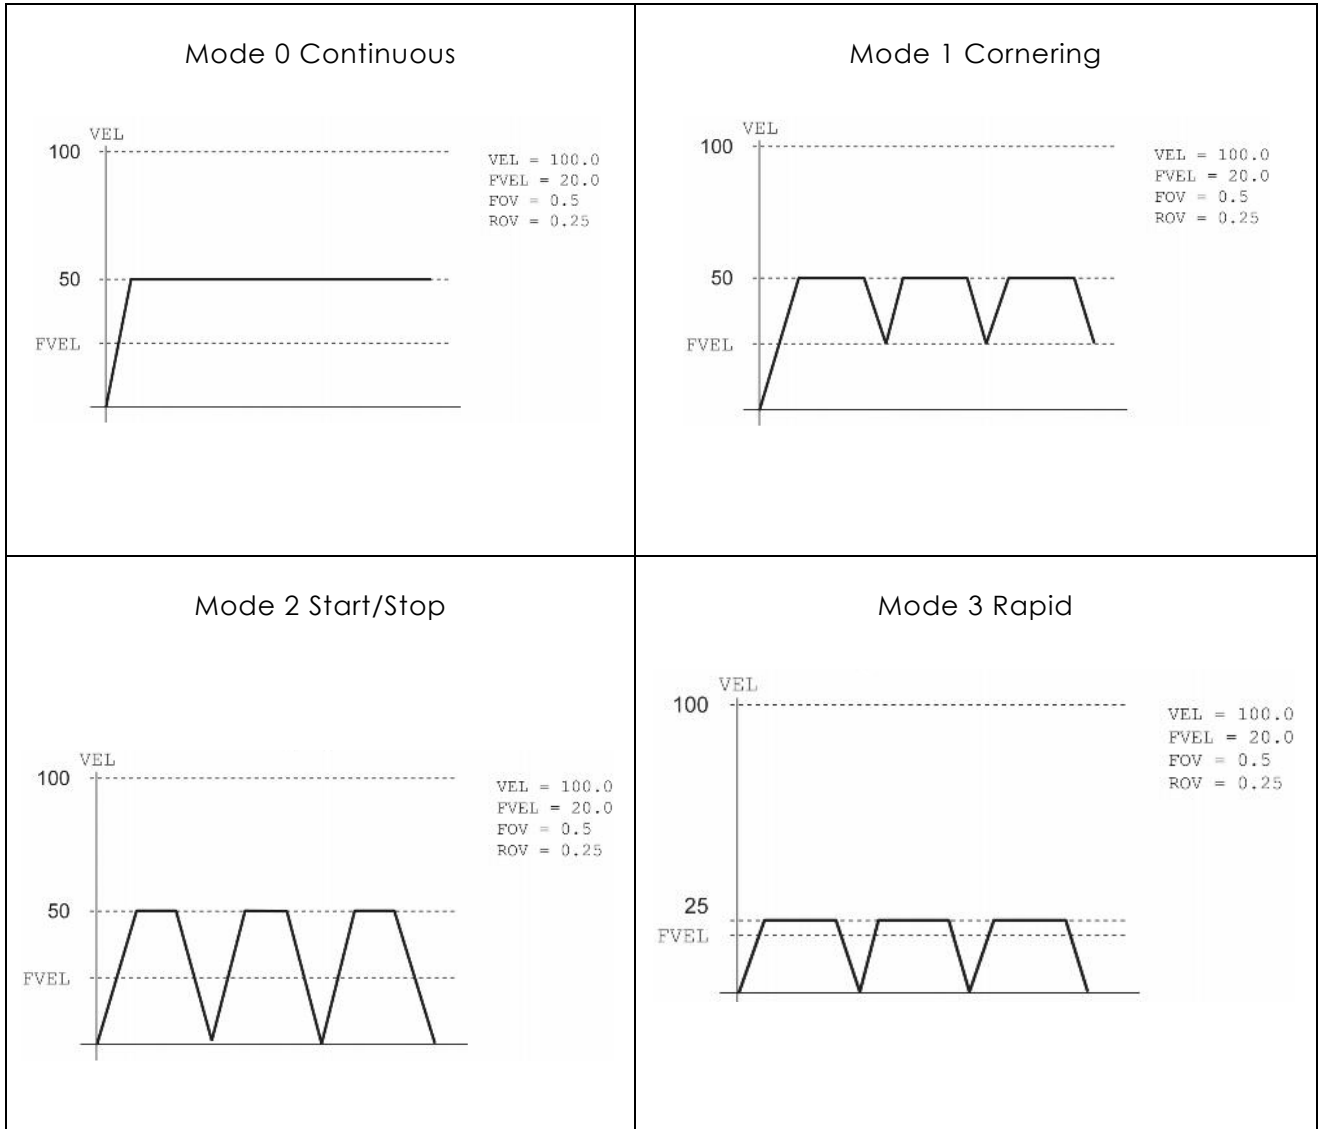 Mode 0 Continuous
VEL
100
50
FVEL
VEL = 100.0
FVEL = 20.0
FOV = 0.5
ROV = 0.25
Mode 1 Cornering
VEL
100
50
FVEL
VEL = 100.0
FVEL = 20.0
FOV = 0.5
ROV = 0.25
Mode 2 Start/Stop
VEL
100
50
FVEL
VEL = 100.0
FVEL = 20.0
FOV = 0.5
ROV = 0.25
Mode 3 Rapid
VEL
100
25
FVEL
VEL = 100.0
FVEL = 20.0
FOV = 0.5
ROV = 0.25